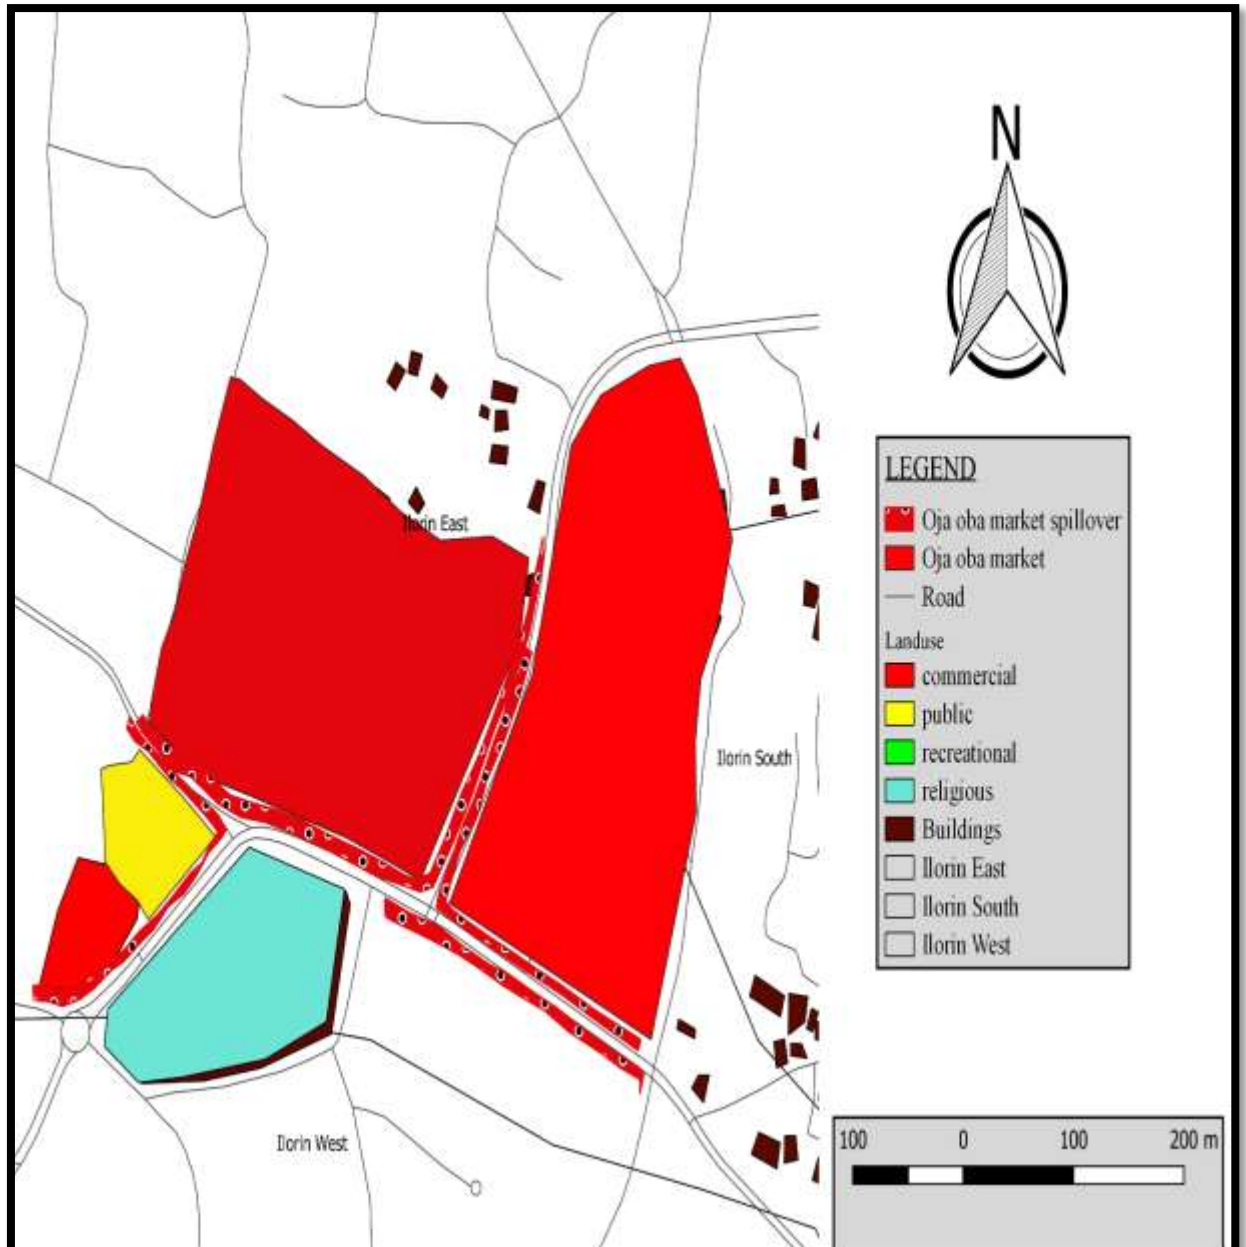 N
LEGEND
Oja oba market spillover
Oja oba market
Road
Landuse
commercial
public
recreational
religious
Buildings
Ilorin East
Ilorin South
Ilorin West
Ilorin East
Ilorin South
Ilorin West
100 0 100 200 m